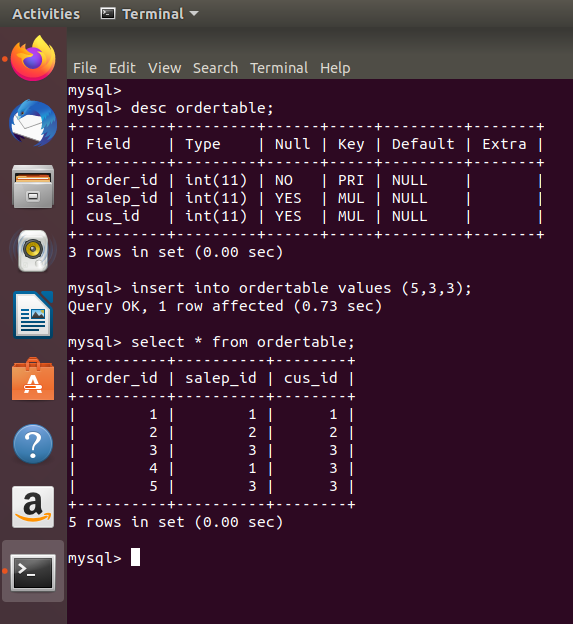 Activities Terminal
File Edit View Search Terminal Help
mysql>
mysql> desc ordertable;
+----------+---------+------+-----+---------+-------+
| Field    | Type    | Null | Key | Default | Extra |
+----------+---------+------+-----+---------+-------+
| order_id | int(11) | NO   | PRI | NULL    |       |
| salep_id | int(11) | YES  | MUL | NULL    |       |
| cus_id   | int(11) | YES  | MUL | NULL    |       |
+----------+---------+------+-----+---------+-------+
3 rows in set (0.00 sec)
mysql> insert into ordertable values (5,3,3);
Query OK, 1 row affected (0.73 sec)
mysql> select * from ordertable;
+----------+----------+--------+
| order_id | salep_id | cus_id |
+----------+----------+--------+
|        1 |        1 |      1 |
|        2 |        2 |      2 |
|        3 |        3 |      3 |
|        4 |        1 |      3 |
|        5 |        3 |      3 |
+----------+----------+--------+
5 rows in set (0.00 sec)
mysql>